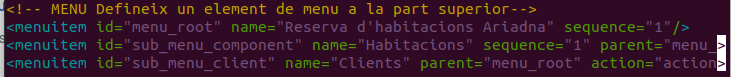 <!-- MENU Defineix un element de menu a la part superior-->
<menuitem id="menu_root" name="Reserva d'habitacions Ariadna" sequence="1"/>
<menuitem id="sub_menu_component" name="Habitacions" sequence="1" parent="menu_>
<menuitem id="sub_menu_client" name="Clients" parent="menu_root" action="action>